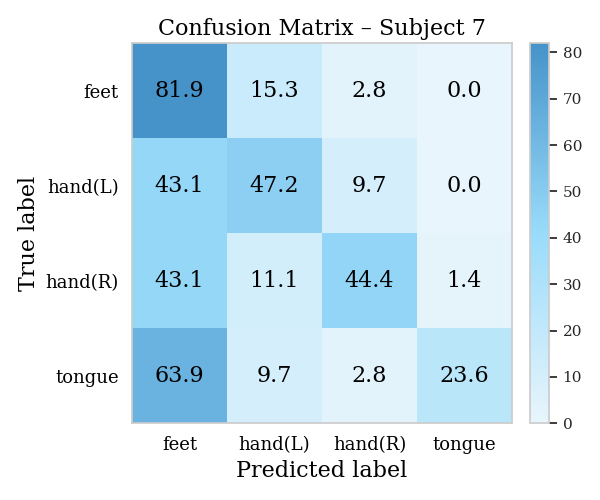 Confusion Matrix – Subject 7
feet 81.9 15.3 2.8 0.0
hand(L) 43.1 47.2 9.7 0.0
hand(R) 43.1 11.1 44.4 1.4
tongue 63.9 9.7 2.8 23.6
feet hand(L) hand(R) tongue
Predicted label
True label
80
70
60
50
40
30
20
10
0